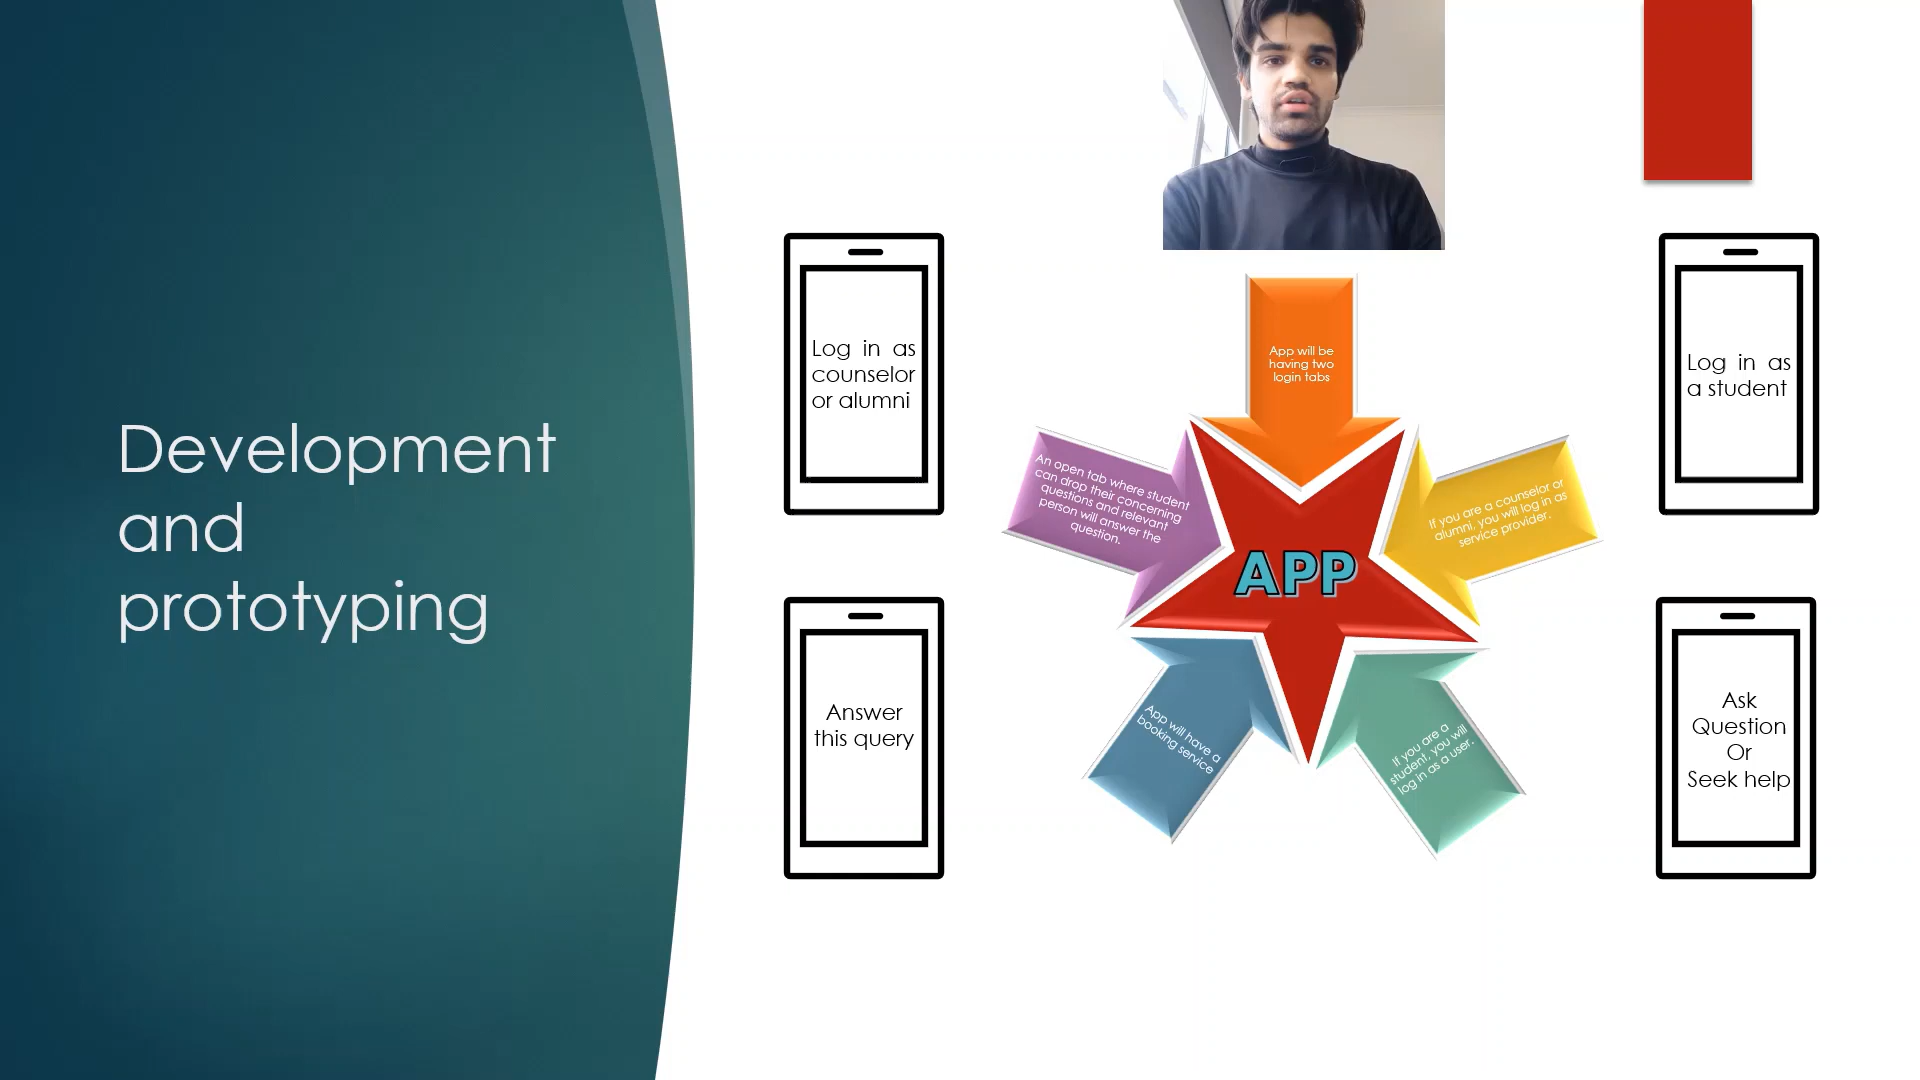 Development
and
prototyping
Log in as
counselor
or alumni
Answer
this query
App will be
having two
login tabs
An open tab where student
can drop their concerning
questions and relevant
person will answer the
question.
If you are a counselor or
alumni, you will log in as
service provider.
APP
App will have a
booking service
If you are a
student, you will
log in as a user.
Log in as
a student
Ask
Question
Or
Seek help